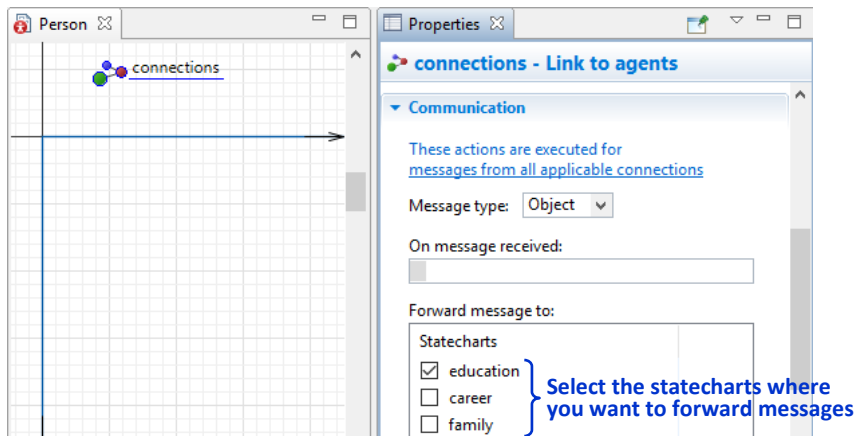 Person
connections
Properties
connections - Link to agents
Communication
These actions are executed for
messages from all applicable connections
Message type: Object
On message received:
Forward message to:
Statecharts
education
career
family
Select the statecharts where
you want to forward messages